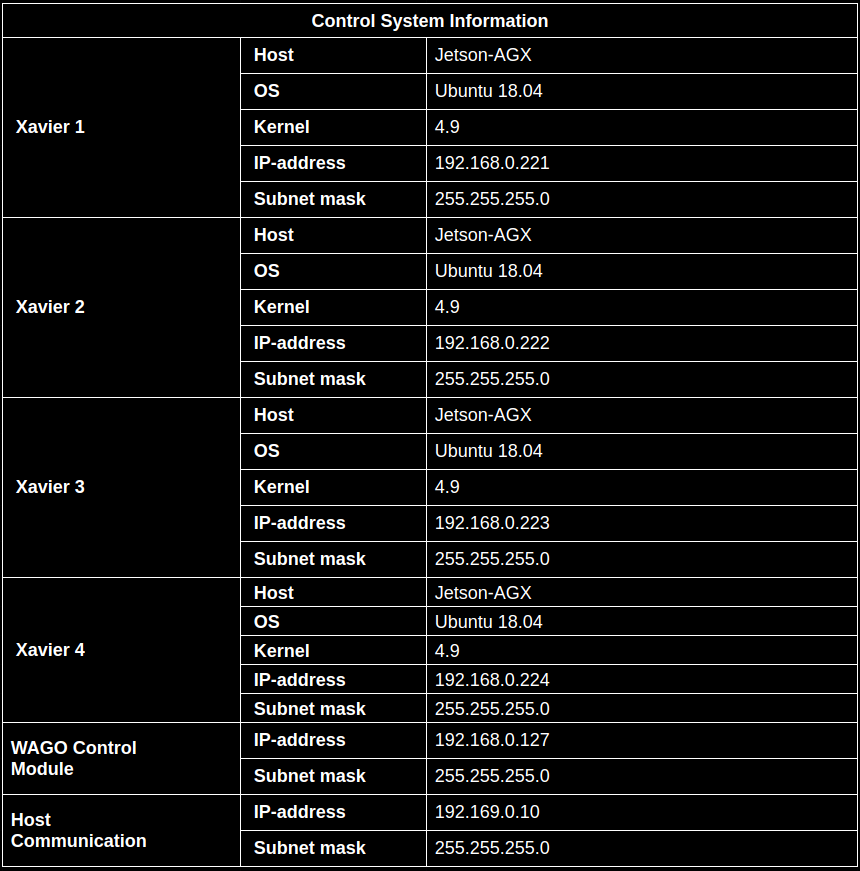 Control System Information
Xavier 1
Host Jetson-AGX
OS Ubuntu 18.04
Kernel 4.9
IP-address 192.168.0.221
Subnet mask 255.255.255.0
Xavier 2
Host Jetson-AGX
OS Ubuntu 18.04
Kernel 4.9
IP-address 192.168.0.222
Subnet mask 255.255.255.0
Xavier 3
Host Jetson-AGX
OS Ubuntu 18.04
Kernel 4.9
IP-address 192.168.0.223
Subnet mask 255.255.255.0
Xavier 4
Host Jetson-AGX
OS Ubuntu 18.04
Kernel 4.9
IP-address 192.168.0.224
Subnet mask 255.255.255.0
WAGO Control
Module
IP-address 192.168.0.127
Subnet mask 255.255.255.0
Host
Communication
IP-address 192.169.0.10
Subnet mask 255.255.255.0